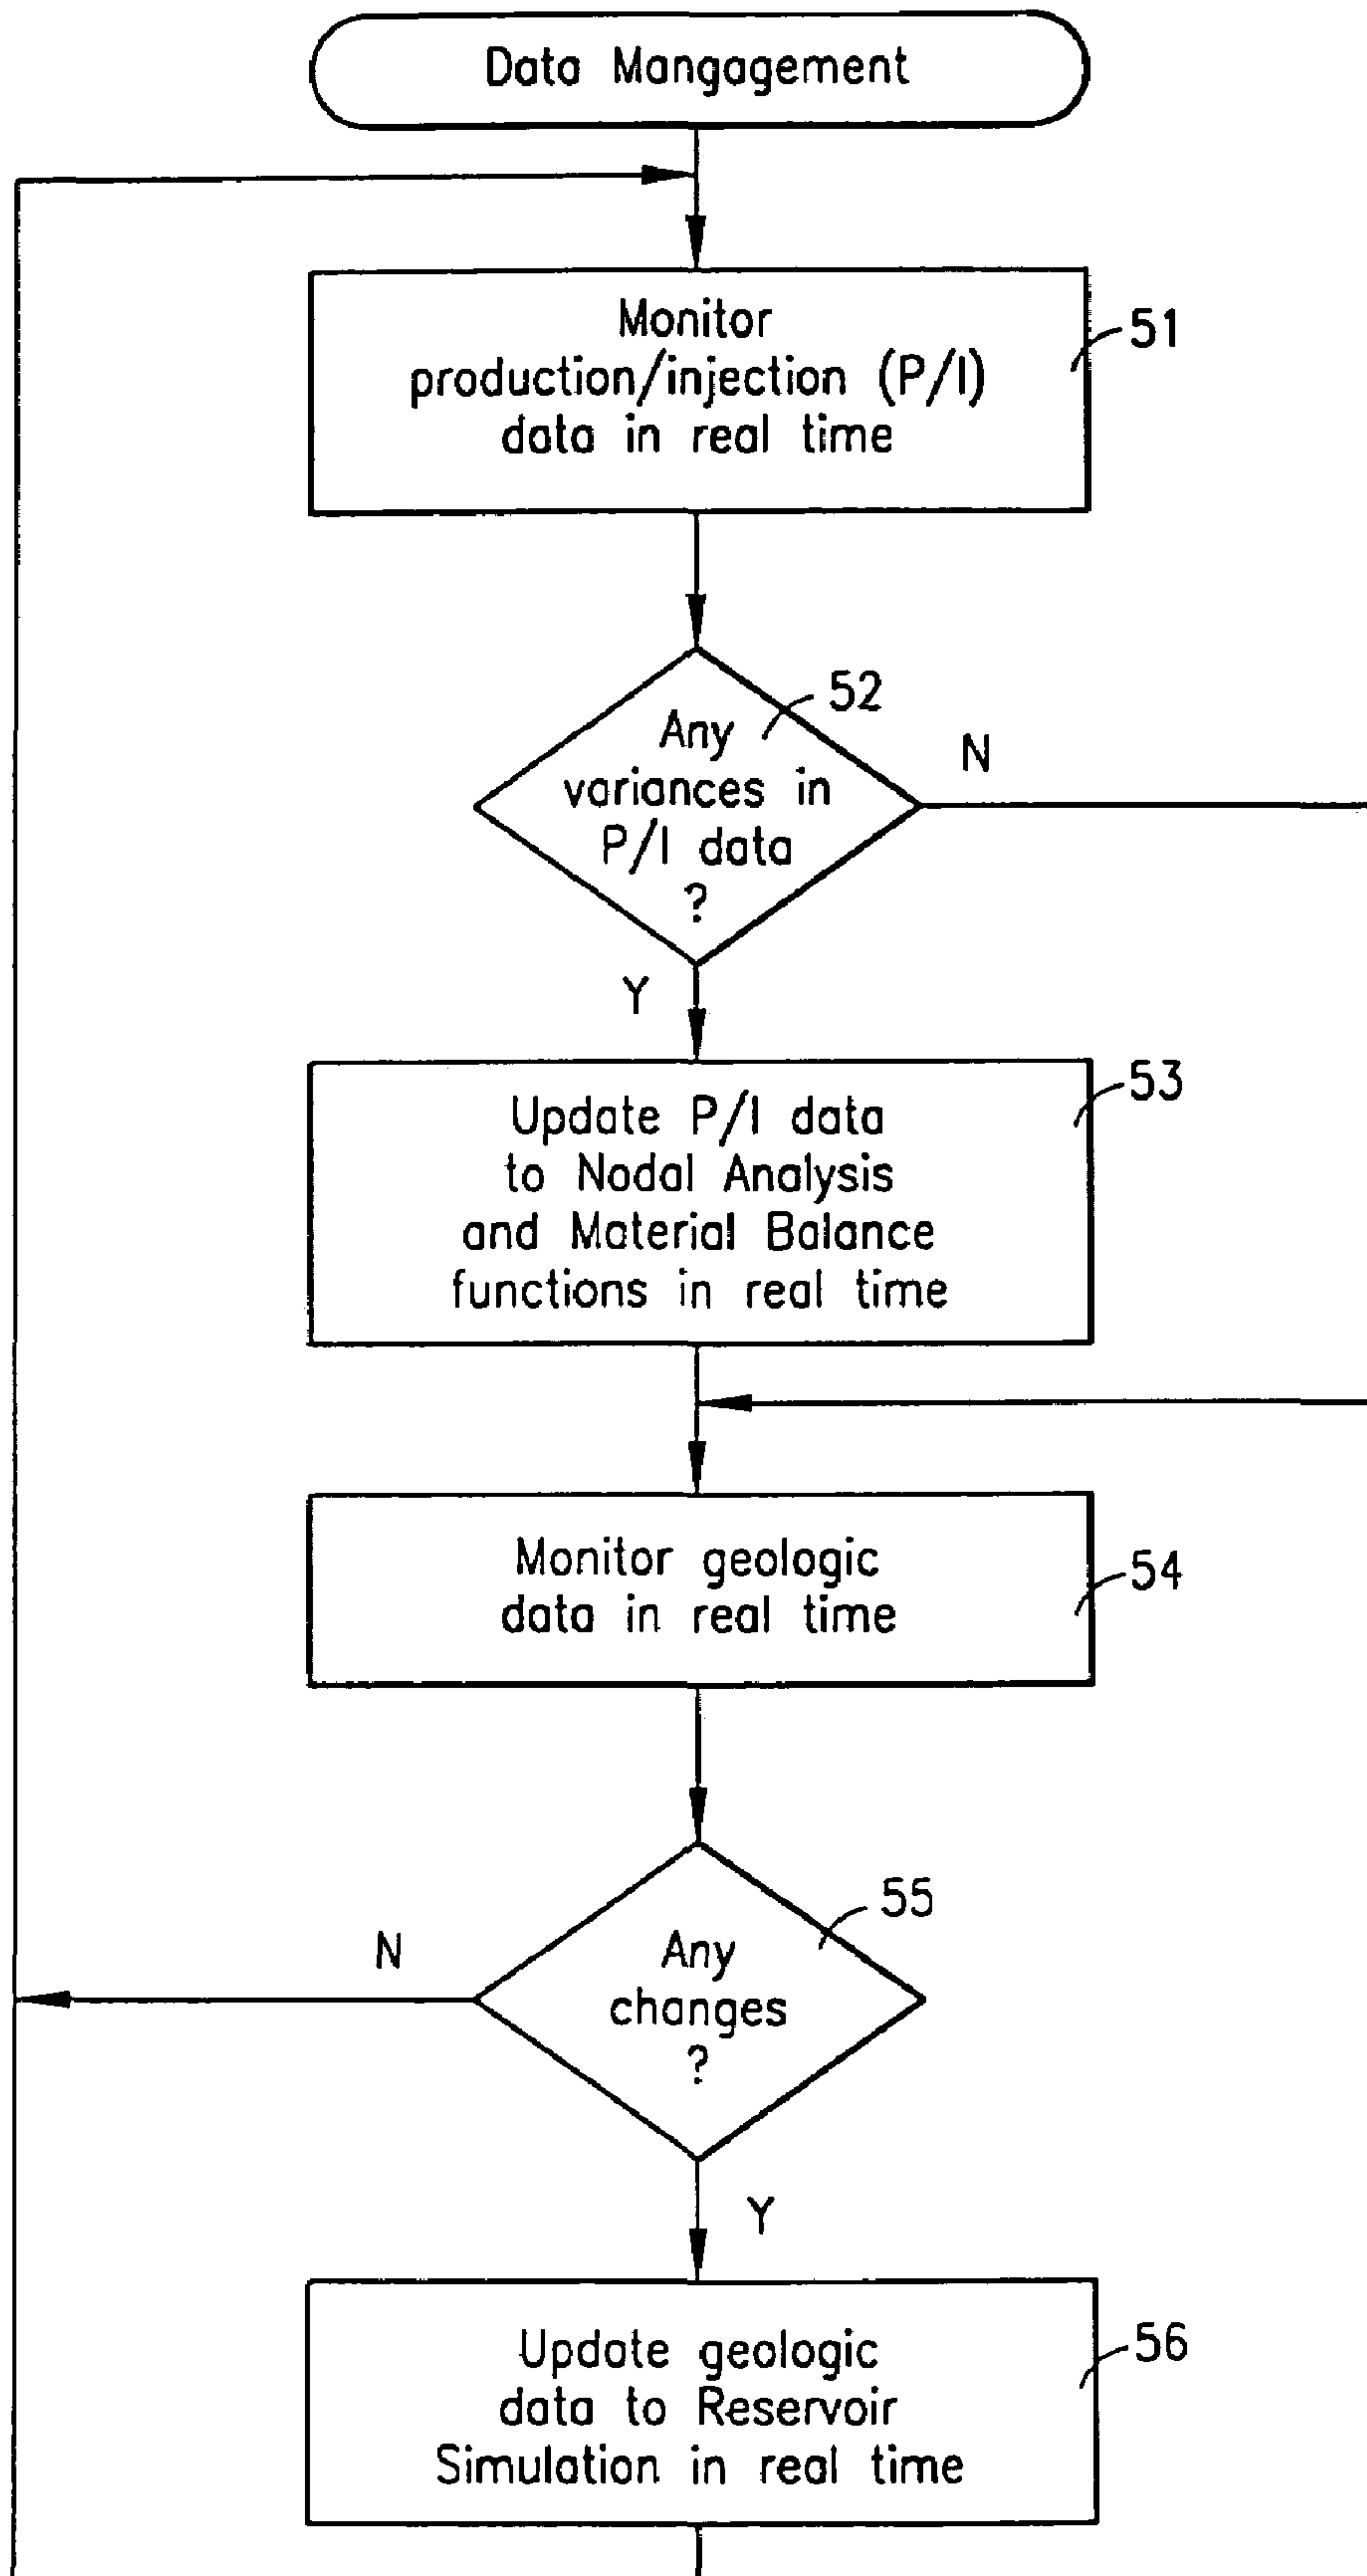 Data Mangagement
Monitor
production/injection (P/I)
data in real time
51
52
Any
variances in
P/I data
?
N
Y
Update P/I data
to Nodal Analysis
and Material Balance
functions in real time
53
Monitor geologic
data in real time
54
55
Any
changes
?
N
Y
Update geologic
data to Reservoir
Simulation in real time
56